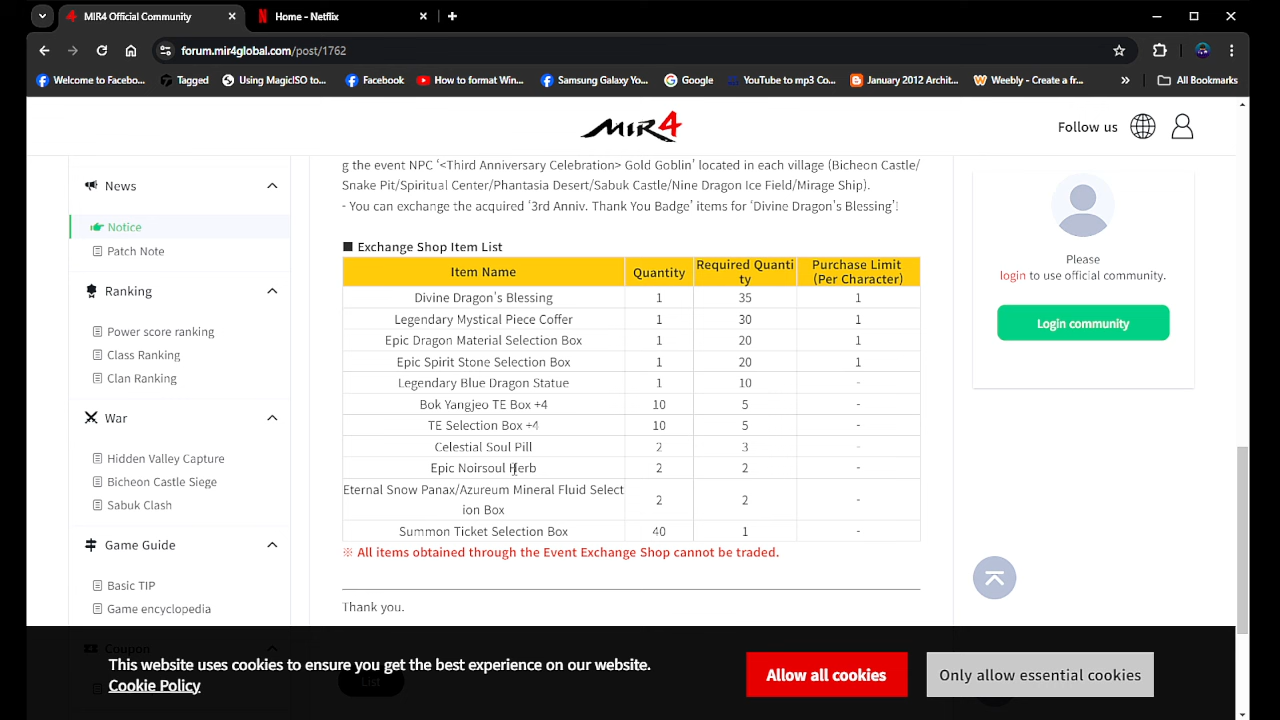 MIR4 Official Community
Home - Netflix
forum.mir4global.com/post/1762
Welcome to Facebo...
Tagged
Using MagicISO to...
Facebook
How to format Win...
Samsung Galaxy Yo...
Google
YouTube to mp3 Co...
January 2012 Archit...
Weebly - Create a fr...
»
All Bookmarks
MIR4
Follow us
News
Notice
Patch Note
Ranking
Power score ranking
Class Ranking
Clan Ranking
War
Hidden Valley Capture
Bicheon Castle Siege
Sabuk Clash
Game Guide
Basic TIP
Game encyclopedia
Coupon
g the event NPC ‘<Third Anniversary Celebration> Gold Goblin’ located in each village (Bicheon Castle/
Snake Pit/Spiritual Center/Phantasia Desert/Sabuk Castle/Nine Dragon Ice Field/Mirage Ship).
- You can exchange the acquired ‘3rd Anniv. Thank You Badge’ items for ‘Divine Dragon's Blessing’!
■ Exchange Shop Item List
Item Name Quantity Required Quanti
ty Purchase Limit
(Per Character)
Divine Dragon's Blessing 1 35 1
Legendary Mystical Piece Coffer 1 30 1
Epic Dragon Material Selection Box 1 20 1
Epic Spirit Stone Selection Box 1 20 1
Legendary Blue Dragon Statue 1 10 -
Bok Yangjeo TE Box +4 10 5 -
TE Selection Box +4 10 5 -
Celestial Soul Pill 2 3 -
Epic Noirsoul Herb 2 2 -
Eternal Snow Panax/Azureum Mineral Fluid Select
ion Box 2 2 -
Summon Ticket Selection Box 40 1 -
※ All items obtained through the Event Exchange Shop cannot be traded.
Thank you.
List
Please
login to use official community.
Login community
This website uses cookies to ensure you get the best experience on our website.
Cookie Policy
Allow all cookies
Only allow essential cookies